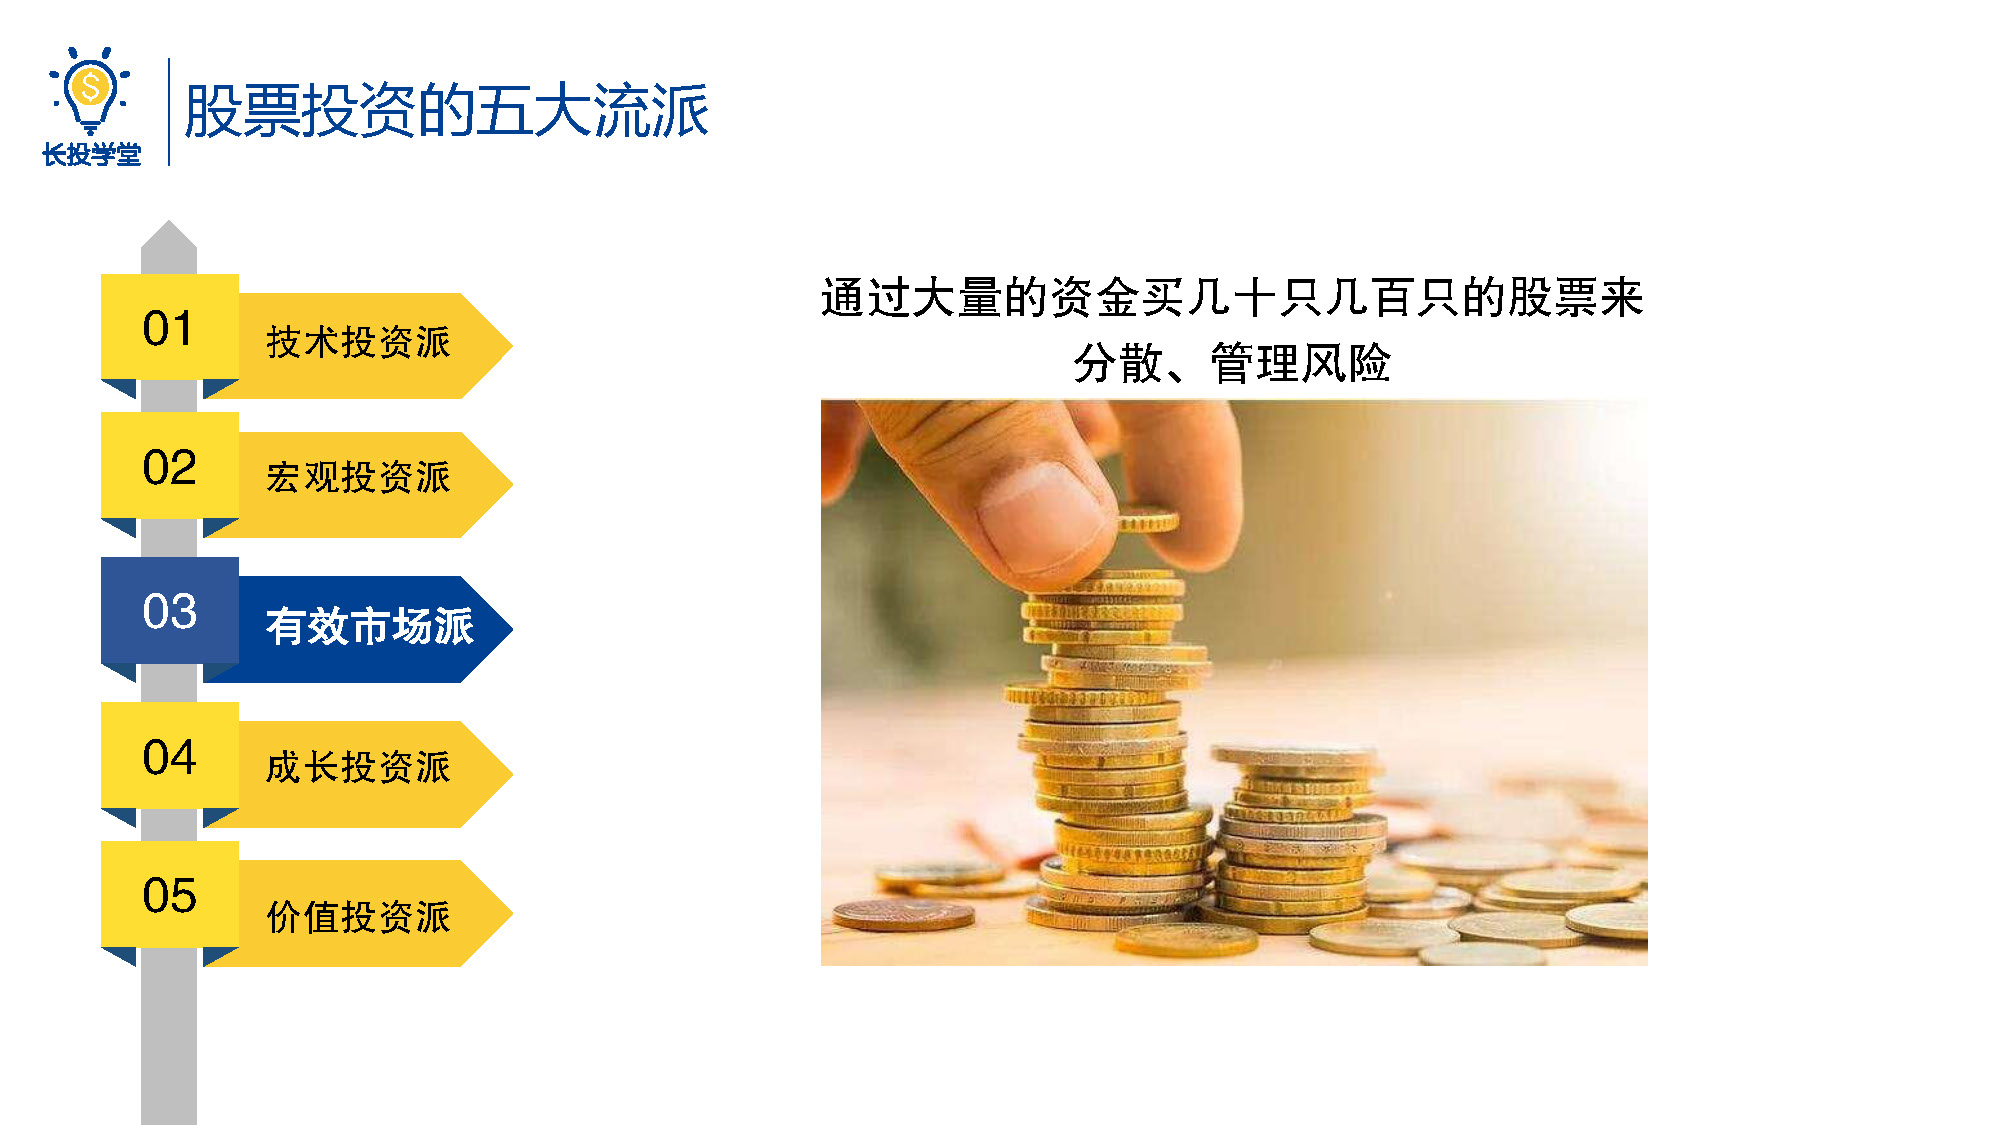 长投学堂
股票投资的五大流派
01
技术投资派
02
宏观投资派
03
有效市场派
04
成长投资派
05
价值投资派
通过大量的资金买几十只几百只的股票来
分散、管理风险